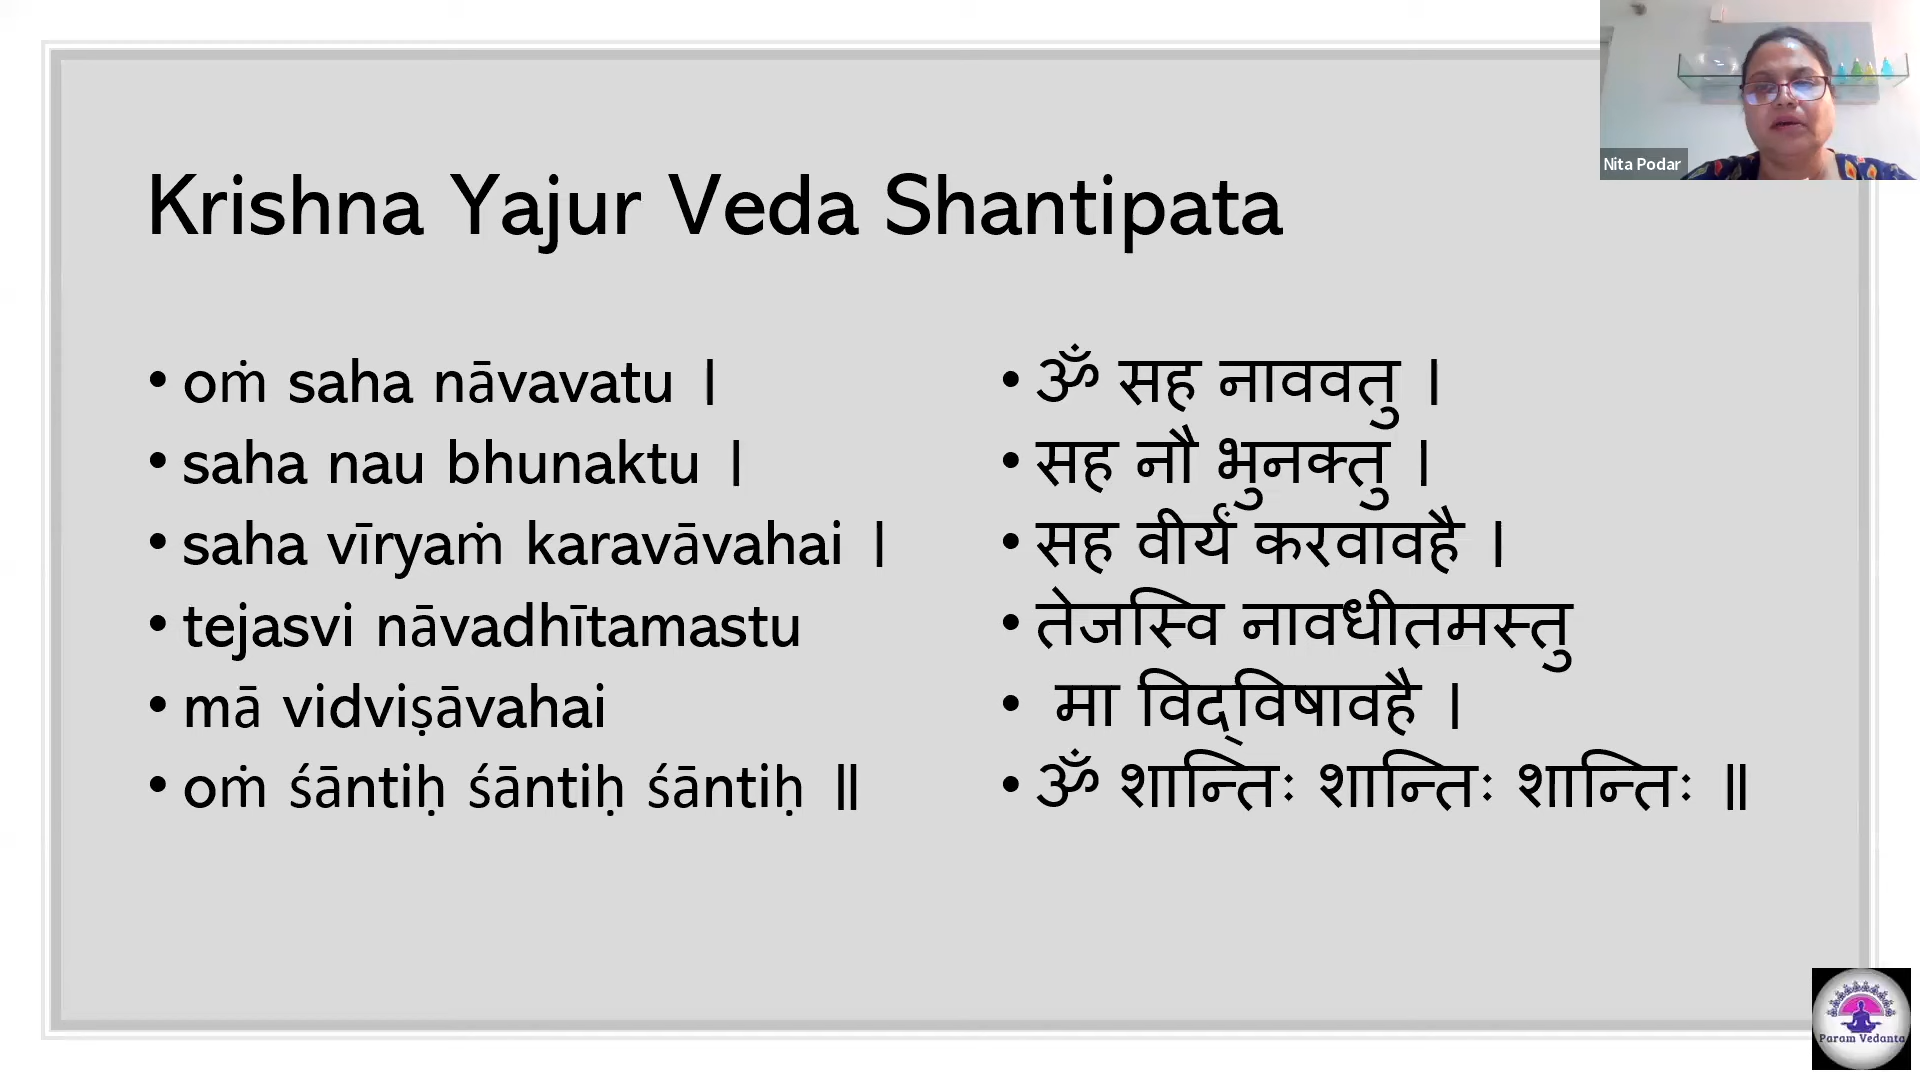 Nita Podar
Krishna Yajur Veda Shantipata
• oṁ saha nāvavatu |
• saha nau bhunaktu |
• saha vīryaṁ karavāvahai |
• tejasvi nāvadhītamastu
• mā vidviṣāvahai
• oṁ śāntiḥ śāntiḥ śāntiḥ ॥
• ॐ सह नाववतु ।
• सह नौ भुनक्तु ।
• सह वीर्यं करवावहै ।
• तेजस्वि नावधीतमस्तु
• मा विद्‌विषावहै ।
• ॐ शान्तिः शान्तिः शान्तिः ॥
Param Vedanta